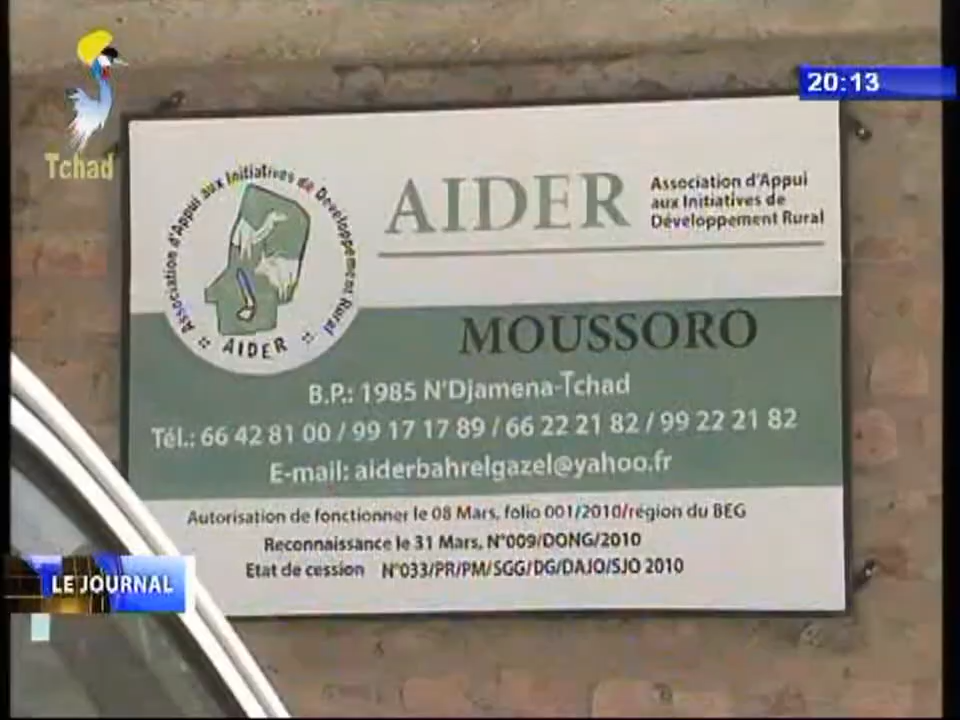 Tchad
20:13
Association d'Appui aux Initiatives de Développement Rural
AIDER
AIDER
Association d'Appui
aux Initiatives de
Développement Rural
MOUSSORO
B.P.: 1985 N'Djamena-Tchad
Tél.: 66 42 81 00 / 99 17 17 89 / 66 22 21 82 / 99 22 21 82
E-mail: aiderbahrelgazel@yahoo.fr
Autorisation de fonctionner le 08 Mars, folio 001/2010/région du BEG
Reconnaissance le 31 Mars, N°009/DONG/2010
Etat de cession N°033/PR/PM/SGG/DG/DAJO/SJO 2010
LE JOURNAL